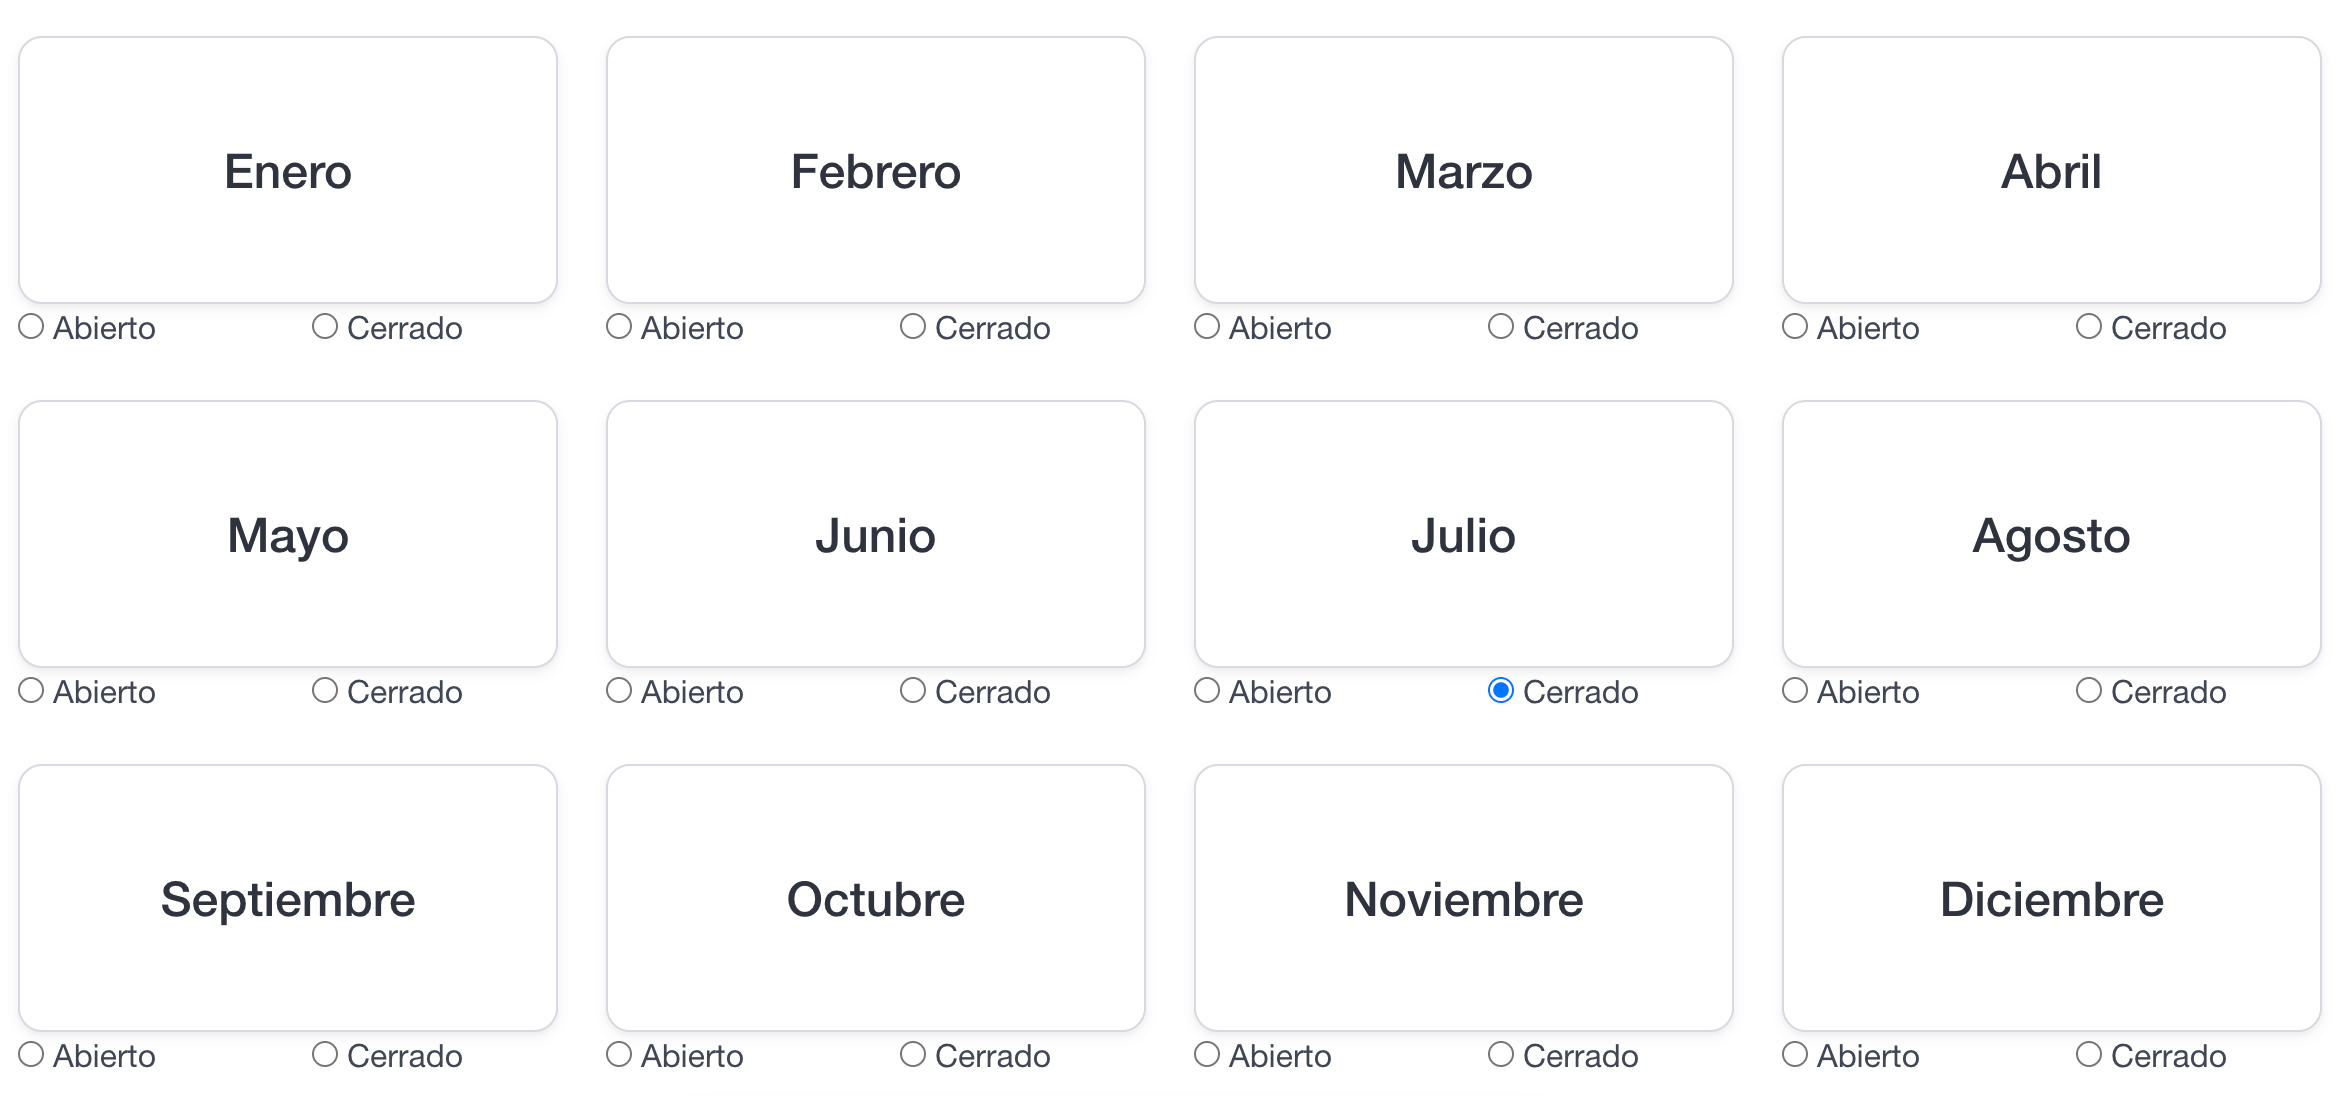 Enero Febrero Marzo Abril
Abierto Cerrado Abierto Cerrado Abierto Cerrado Abierto Cerrado
Mayo Junio Julio Agosto
Abierto Cerrado Abierto Cerrado Abierto Cerrado Abierto Cerrado
Septiembre Octubre Noviembre Diciembre
Abierto Cerrado Abierto Cerrado Abierto Cerrado Abierto Cerrado